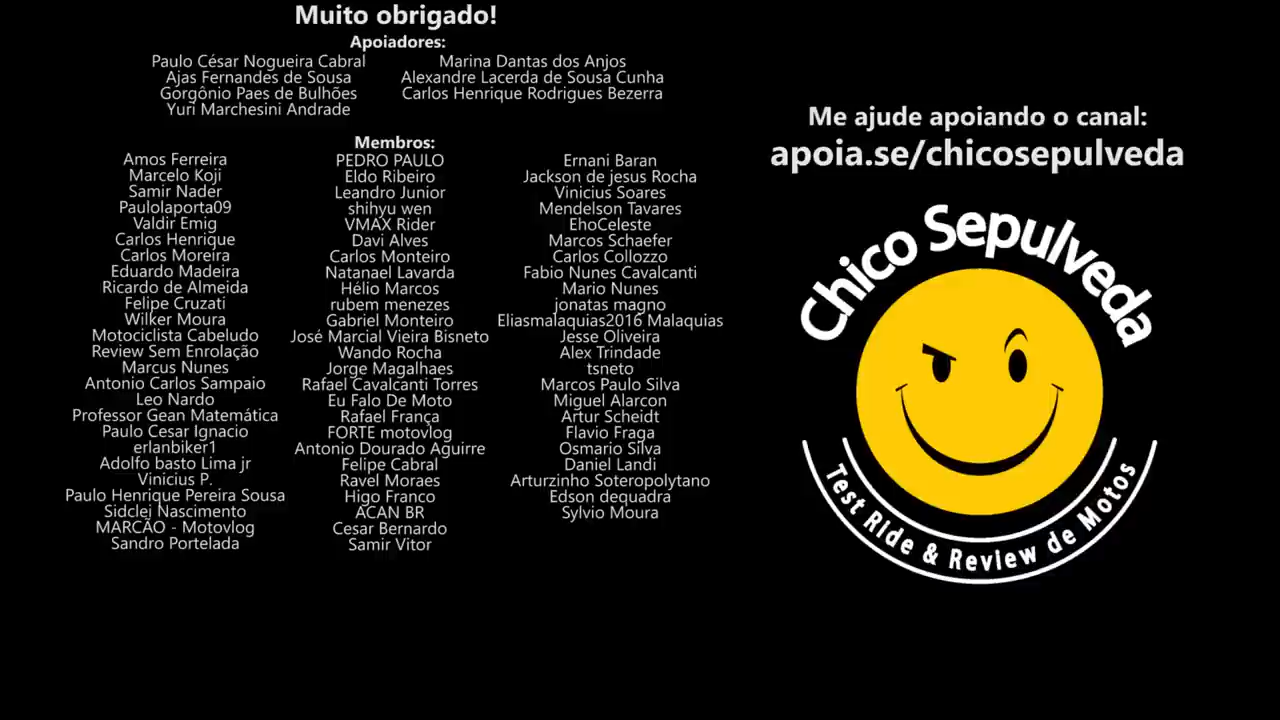 Muito obrigado!
Apoiadores:
Paulo César Nogueira Cabral
Ajas Fernandes de Sousa
Gorgônio Paes de Bulhões
Yuri Marchesini Andrade
Marina Dantas dos Anjos
Alexandre Lacerda de Sousa Cunha
Carlos Henrique Rodrigues Bezerra
Membros:
Amos Ferreira
Marcelo Koji
Samir Nader
Paulolaporta09
Valdir Emig
Carlos Henrique
Carlos Moreira
Eduardo Madeira
Ricardo de Almeida
Felipe Cruzati
Wilker Moura
Motociclista Cabeludo
Review Sem Enrolação
Marcus Nunes
Antonio Carlos Sampaio
Leo Nardo
Professor Gean Matemática
Paulo Cesar Ignacio
erlanbiker1
Adolfo basto Lima jr
Vinicius P.
Paulo Henrique Pereira Sousa
Sidclei Nascimento
MARCÃO - Motovlog
Sandro Portelada
PEDRO PAULO
Eldo Ribeiro
Leandro Junior
shihyu wen
VMAX Rider
Davi Alves
Carlos Monteiro
Natanael Lavarda
Hélio Marcos
rubem menezes
Gabriel Monteiro
José Marcial Vieira Bisneto
Wando Rocha
Jorge Magalhaes
Rafael Cavalcanti Torres
Eu Falo De Moto
Rafael França
FORTE motovlog
Antonio Dourado Aguirre
Felipe Cabral
Ravel Moraes
Higo Franco
ACAN BR
Cesar Bernardo
Samir Vitor
Ernani Baran
Jackson de jesus Rocha
Vinicius Soares
Mendelson Tavares
EhoCeleste
Marcos Schaefer
Carlos Collozzo
Fabio Nunes Cavalcanti
Mario Nunes
jonatas magno
Eliasmalaquias2016 Malaquias
Jesse Oliveira
Alex Trindade
tsneto
Marcos Paulo Silva
Miguel Alarcon
Artur Scheidt
Flavio Fraga
Osmario Silva
Daniel Landi
Arturzinho Soteropolytano
Edson dequadra
Sylvio Moura
Me ajude apoiando o canal:
apoia.se/chicosepulveda
Chico Sepulveda
Test Ride & Review de Motos